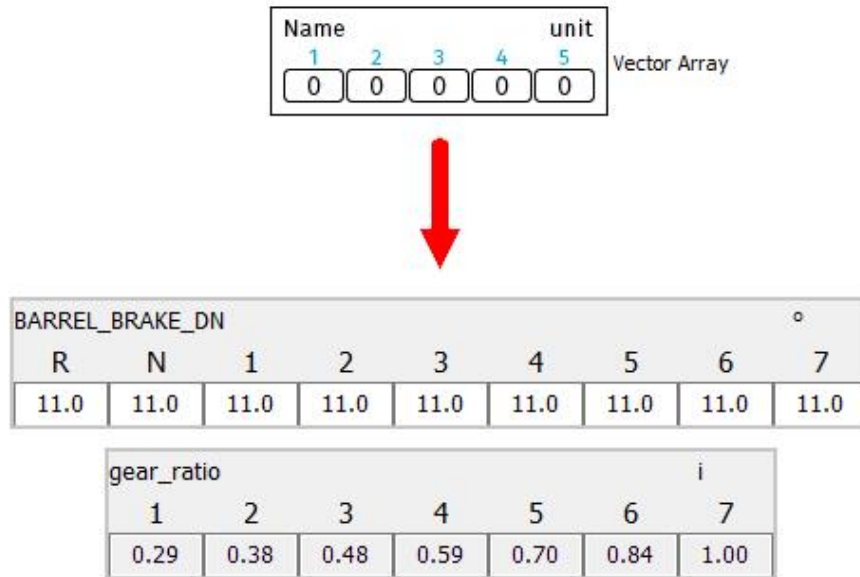 Name unit
1 2 3 4 5
0 0 0 0 0
Vector Array
BARREL_BRAKE_DN °
R N 1 2 3 4 5 6 7
11.0 11.0 11.0 11.0 11.0 11.0 11.0 11.0 11.0
gear_ratio i
1 2 3 4 5 6 7
0.29 0.38 0.48 0.59 0.70 0.84 1.00